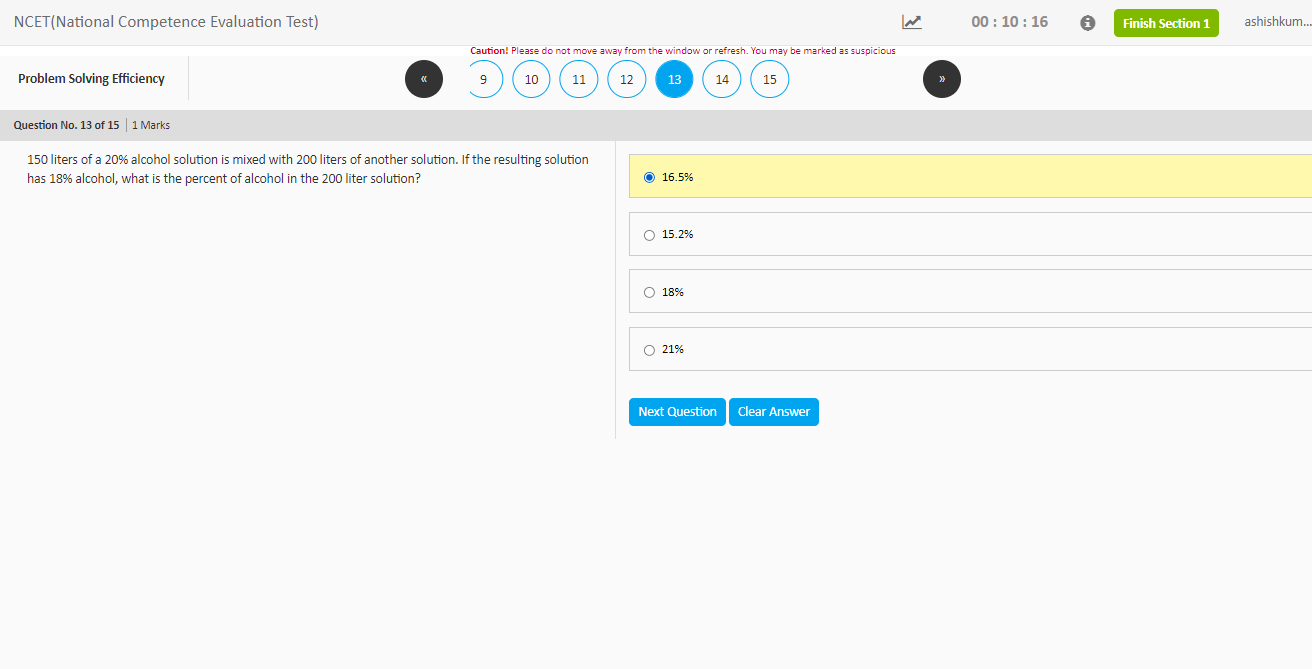 NCET(National Competence Evaluation Test)
00 : 10 : 16
Finish Section 1
ashishkum...
Caution! Please do not move away from the window or refresh. You may be marked as suspicious
Problem Solving Efficiency
«
9
10
11
12
13
14
15
»
Question No. 13 of 15
1 Marks
150 liters of a 20% alcohol solution is mixed with 200 liters of another solution. If the resulting solution
has 18% alcohol, what is the percent of alcohol in the 200 liter solution?
16.5%
15.2%
18%
21%
Next Question
Clear Answer